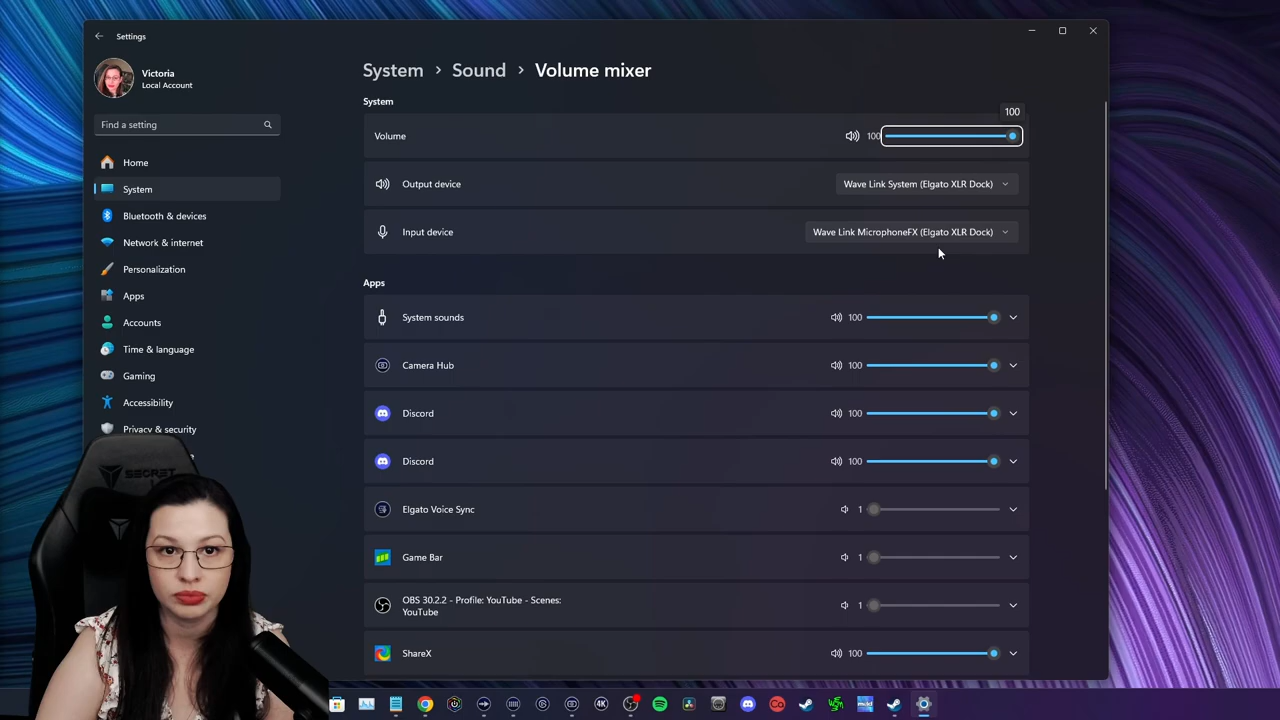 Settings
Victoria
Local Account
Find a setting
Home
System
Bluetooth & devices
Network & internet
Personalization
Apps
Accounts
Time & language
Gaming
Accessibility
Privacy & security
System > Sound > Volume mixer
System
100
Volume 100
Output device Wave Link System (Elgato XLR Dock)
Input device Wave Link MicrophoneFX (Elgato XLR Dock)
Apps
System sounds 100
Camera Hub 100
Discord 100
Discord 100
Elgato Voice Sync 1
Game Bar 1
OBS 30.2.2 - Profile: YouTube - Scenes:
YouTube 1
ShareX 100
SECRET
4K